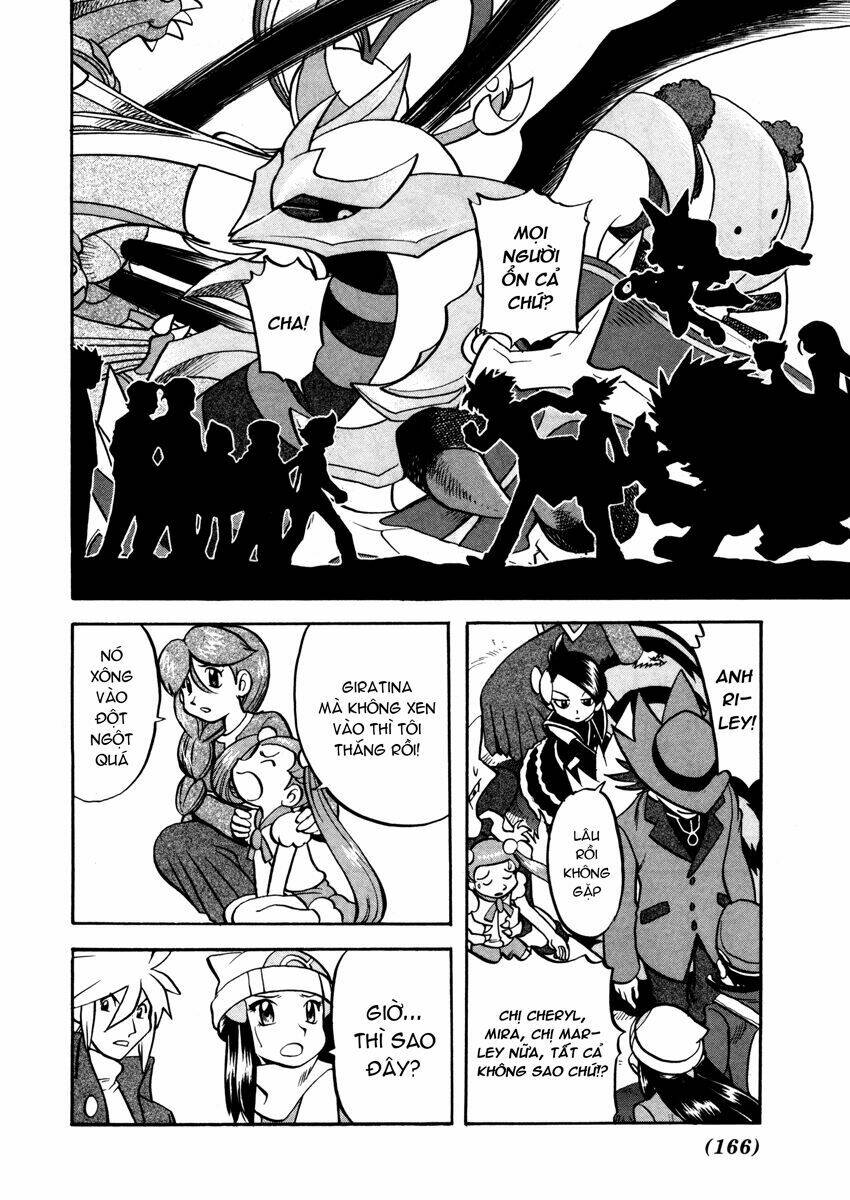 MỌI
NGƯỜI
ỔN CẢ
CHỨ?
CHA!
ANH
RI-
LEY!
LÂU
RỒI
KHÔNG
GẶP
CHỊ CHERYL,
MIRA, CHỊ MAR-
LEY NỮA, TẤT CẢ
KHÔNG SAO CHỨ!?
GIRATINA
MÀ KHÔNG XEN
VÀO THÌ TÔI
THẮNG RỒI!
NÓ
XÔNG
VÀO
ĐỘT
NGỘT
QUÁ
GIỜ...
THÌ SAO
ĐÂY?
(166)